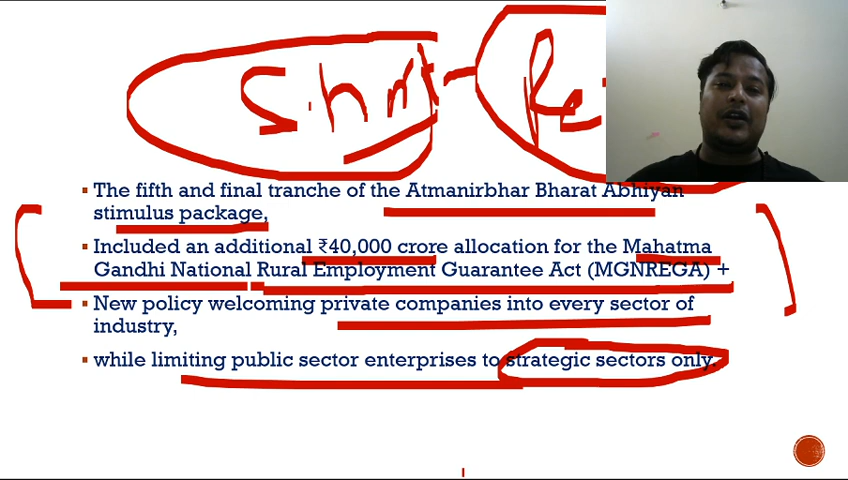 The fifth and final tranche of the Atmanirbhar Bharat Abhiyan
stimulus package,
Included an additional ₹40,000 crore allocation for the Mahatma
Gandhi National Rural Employment Guarantee Act (MGNREGA) +
New policy welcoming private companies into every sector of
industry,
while limiting public sector enterprises to strategic sectors only.